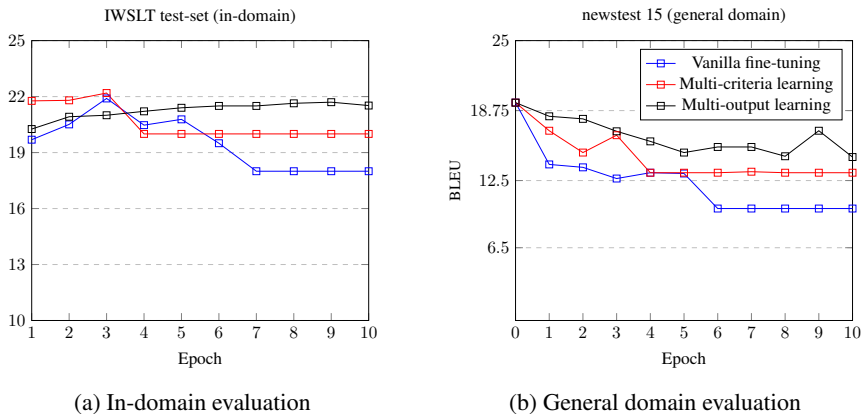 IWSLT test-set (in-domain)
25
22
19
16
13
10
1 2 3 4 5 6 7 8 9 10
Epoch
(a) In-domain evaluation
newstest 15 (general domain)
25
18.75
12.5
6.5
BLEU
Vanilla fine-tuning
Multi-criteria learning
Multi-output learning
0 1 2 3 4 5 6 7 8 9 10
Epoch
(b) General domain evaluation